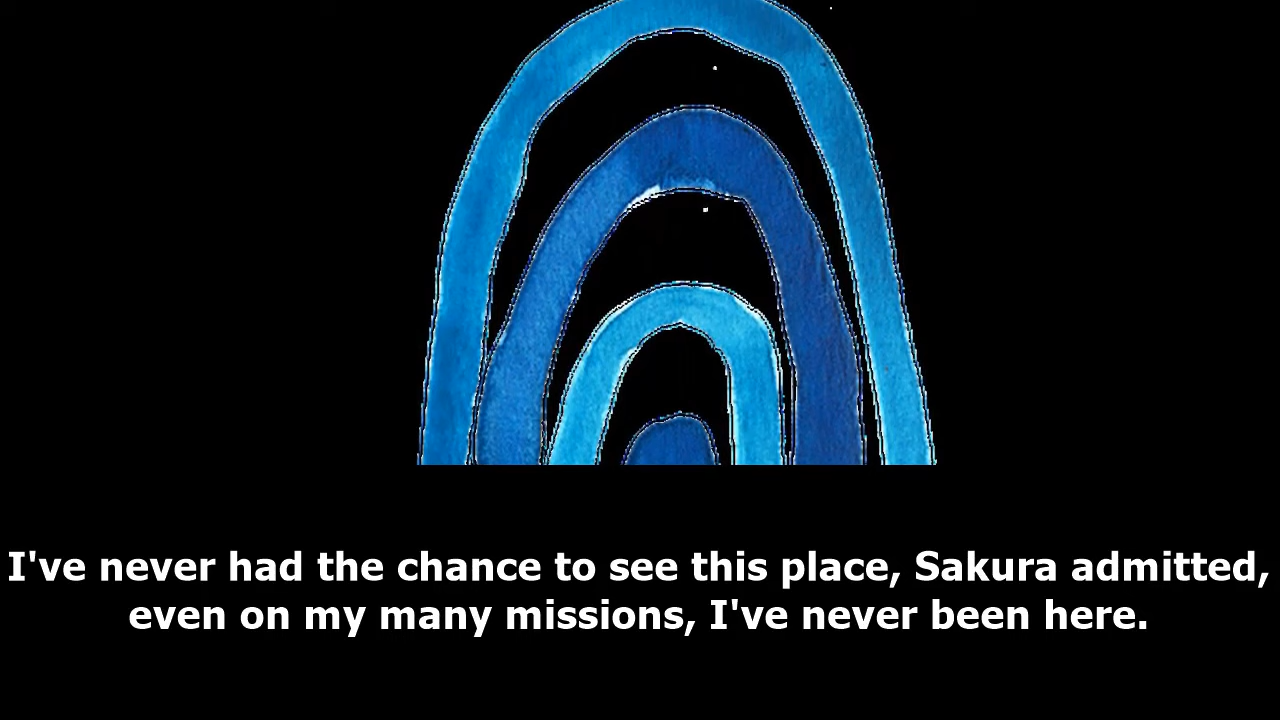 I've never had the chance to see this place, Sakura admitted,
even on my many missions, I've never been here.